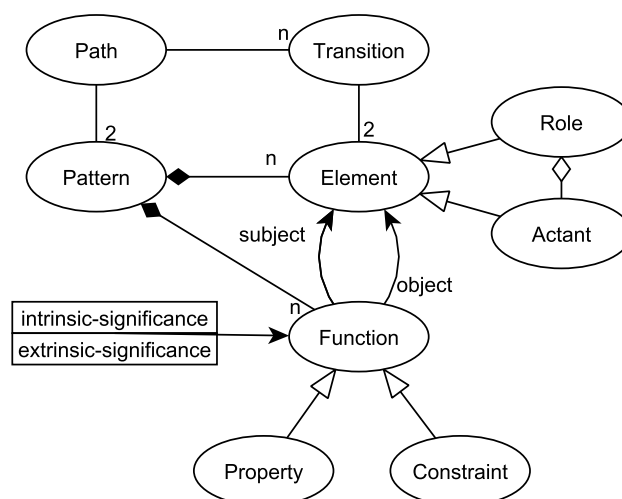 Path
n
Transition
2
2
Role
Pattern
n
Element
subject
Actant
object
n
intrinsic-significance
extrinsic-significance
Function
Property
Constraint